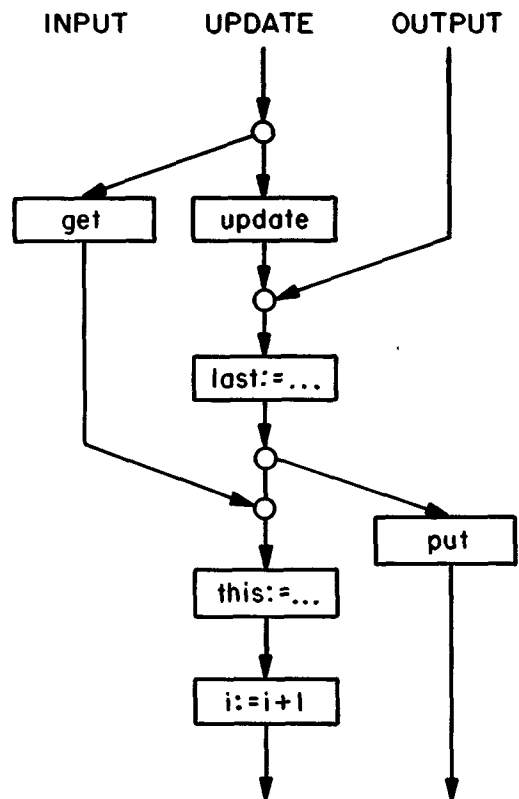 INPUT UPDATE OUTPUT
get update
last:=...
put
this:=...
i:=i+1